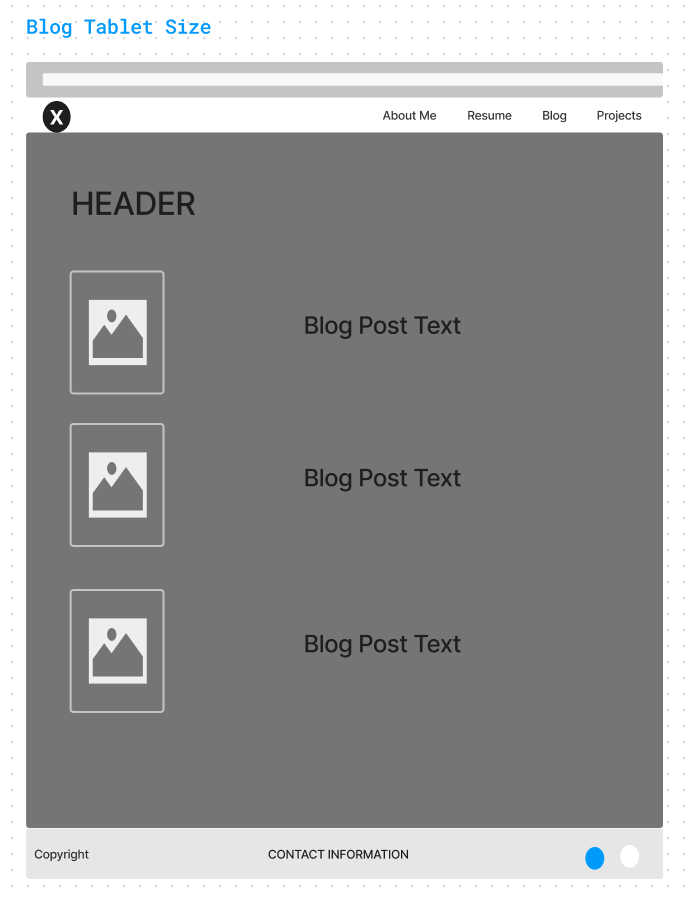 Blog Tablet Size
X
About Me Resume Blog Projects
HEADER
Blog Post Text
Blog Post Text
Blog Post Text
Copyright CONTACT INFORMATION